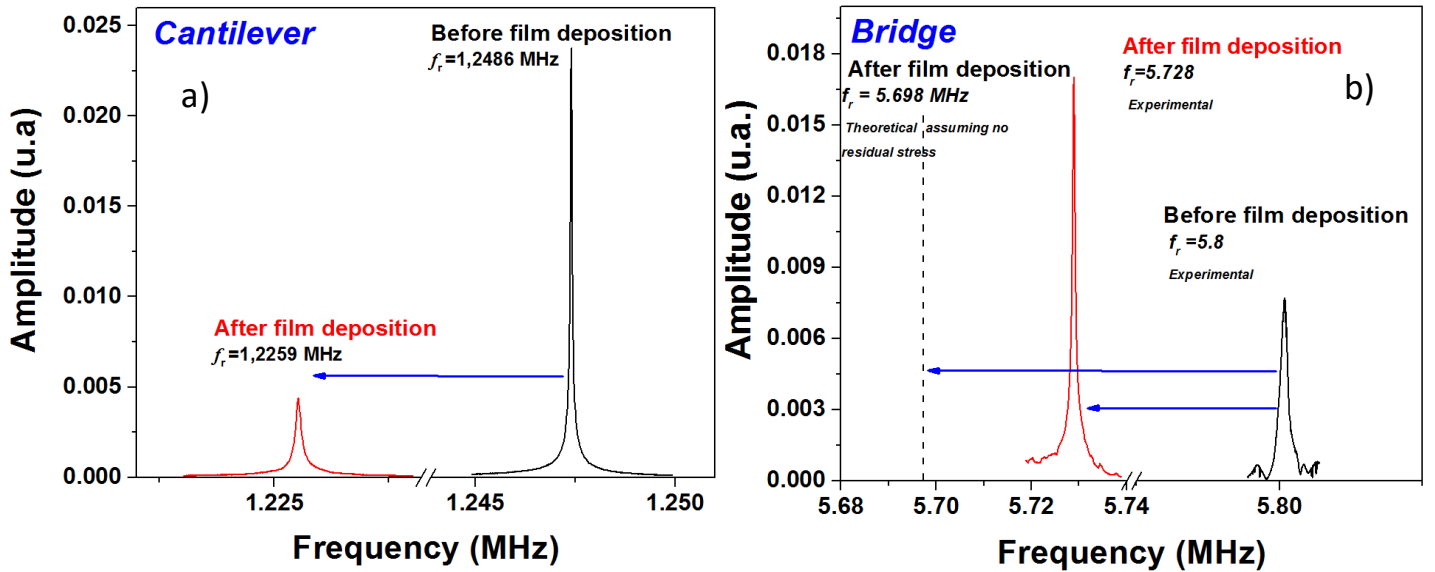 Cantilever
a)
Before film deposition
fr=1,2486 MHz
After film deposition
fr=1,2259 MHz
0.025
0.020
0.015
0.010
0.005
0.000
1.225
1.245
1.250
Amplitude (u.a)
Frequency (MHz)
Bridge
b)
After film deposition
fr = 5.698 MHz
Theoretical assuming no
residual stress
After film deposition
fr=5.728
Experimental
Before film deposition
fr =5.8
Experimental
0.018
0.015
0.012
0.009
0.006
0.003
0.000
5.68
5.70
5.72
5.74
5.80
Amplitude (u.a.)
Frequency (MHz)